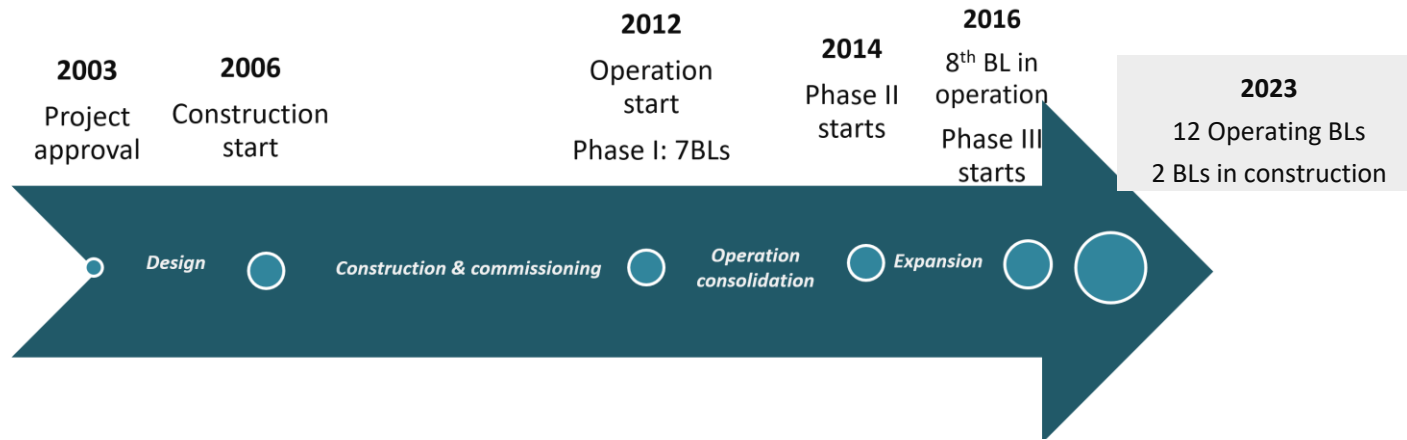 2003
Project
approval
2006
Construction
start
2012
Operation
start
Phase I: 7BLs
2014
Phase II
starts
2016
8th BL in
operation
Phase III
starts
2023
12 Operating BLs
2 BLs in construction
Design
Construction & commissioning
Operation
consolidation
Expansion